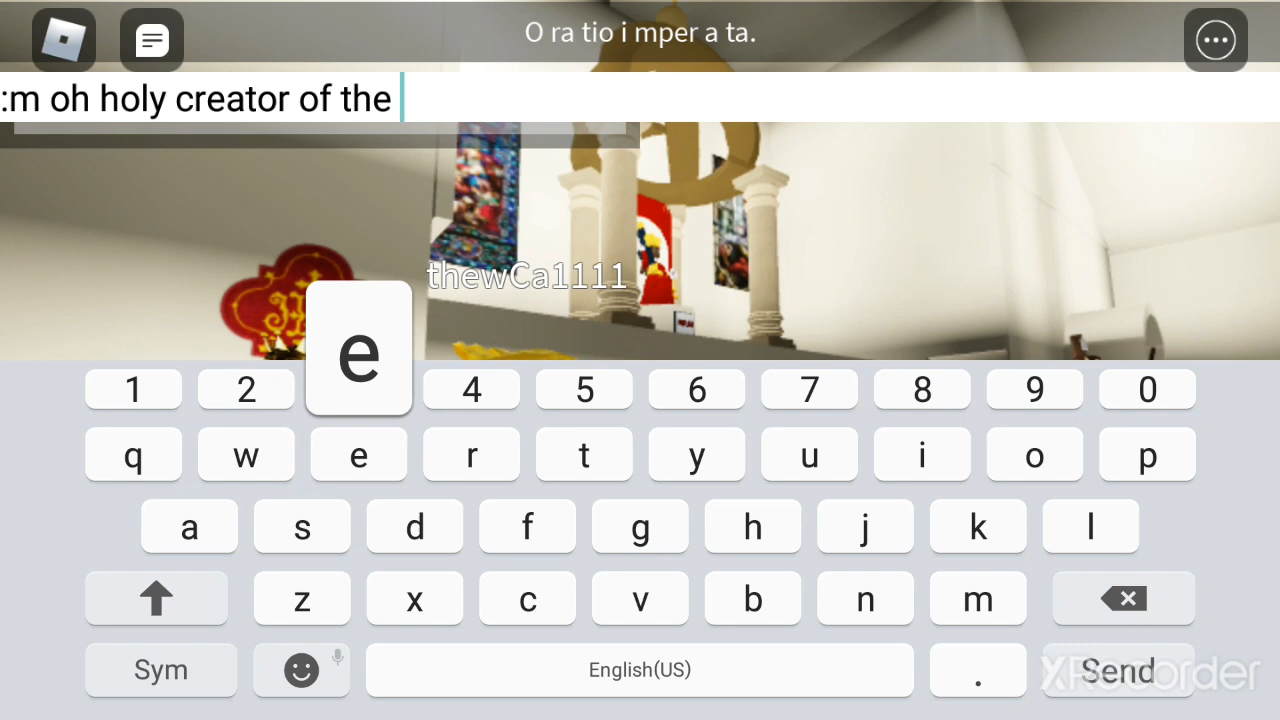 O ra tio i mper a ta.
:m oh holy creator of the
thewCa1111
e
1 2 4 5 6 7 8 9 0
q w e r t y u i o p
a s d f g h j k l
z x c v b n m
Sym English(US) . Send
XRecorder